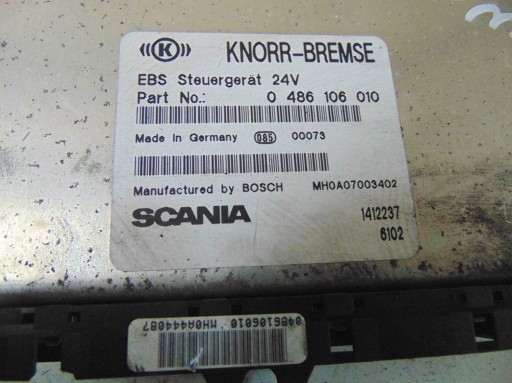 K KNORR-BREMSE
EBS Steuergerät 24V
Part No.: 0 486 106 010
Made in Germany 085 00073
Manufactured by BOSCH MH0A07003402
SCANIA 1412237
6102
0486106010 MH0A444087